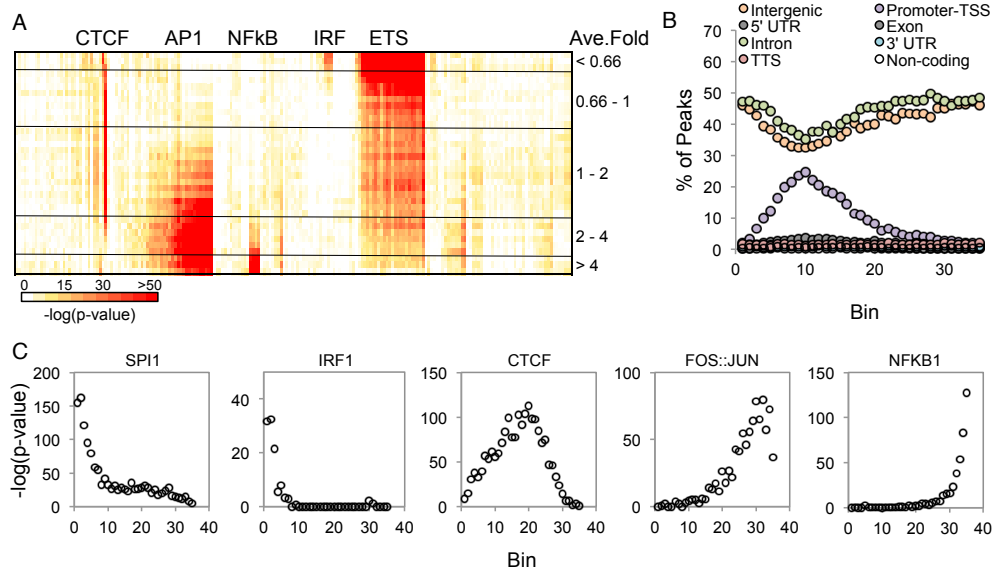 A
CTCF AP1 NFkB IRF ETS Ave.Fold
< 0.66
0.66 - 1
1 - 2
2 - 4
> 4
0 15 30 >50
-log(p-value)
B
Intergenic Promoter-TSS
5' UTR Exon
Intron 3' UTR
TTS Non-coding
% of Peaks
70
60
50
40
30
20
10
0
0 10 20 30
Bin
C
SPI1 IRF1 CTCF FOS::JUN NFKB1
-log(p-value)
200
150
100
50
0
0 10 20 30 40
40
20
0
0 10 20 30 40
150
100
50
0
0 10 20 30 40
100
50
0
0 10 20 30 40
150
100
50
0
0 10 20 30 40
Bin